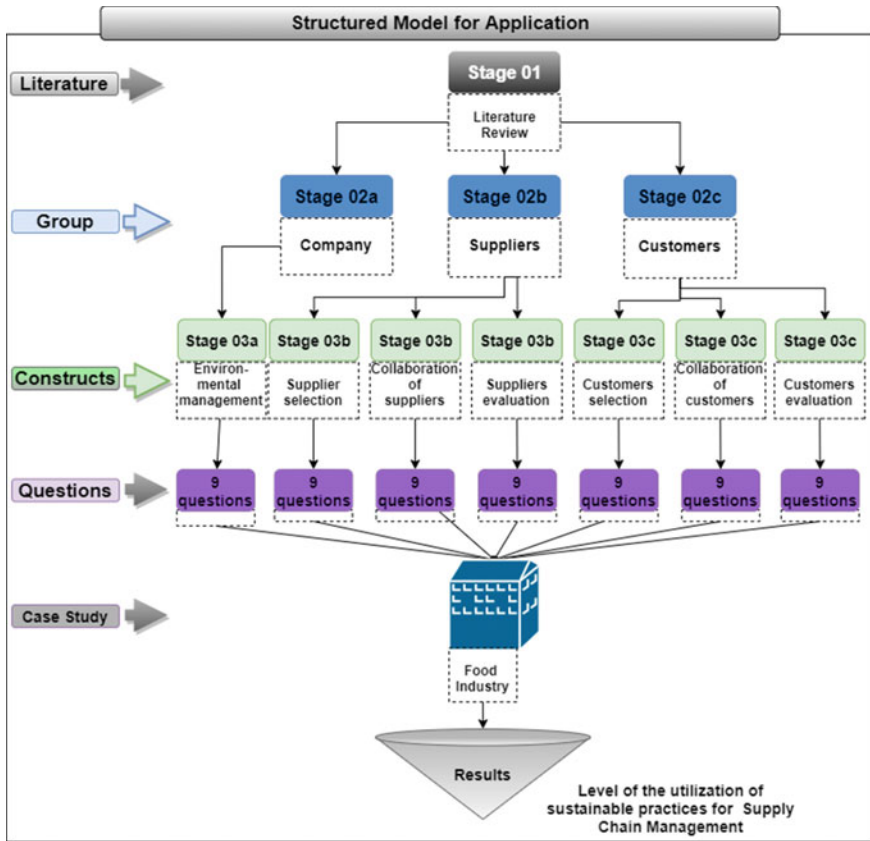 Structured Model for Application
Literature
Stage 01
Literature
Review
Group
Stage 02a
Stage 02b
Stage 02c
Company
Suppliers
Customers
Constructs
Stage 03a
Stage 03b
Stage 03b
Stage 03b
Stage 03c
Stage 03c
Stage 03c
Environ-
mental
management
Supplier
selection
Collaboration
of
suppliers
Suppliers
evaluation
Customers
selection
Collaboration
of
customers
Customers
evaluation
Questions
9
questions
9
questions
9
questions
9
questions
9
questions
9
questions
9
questions
Case Study
Food
Industry
Results
Level of the utilization of
sustainable practices for Supply
Chain Management